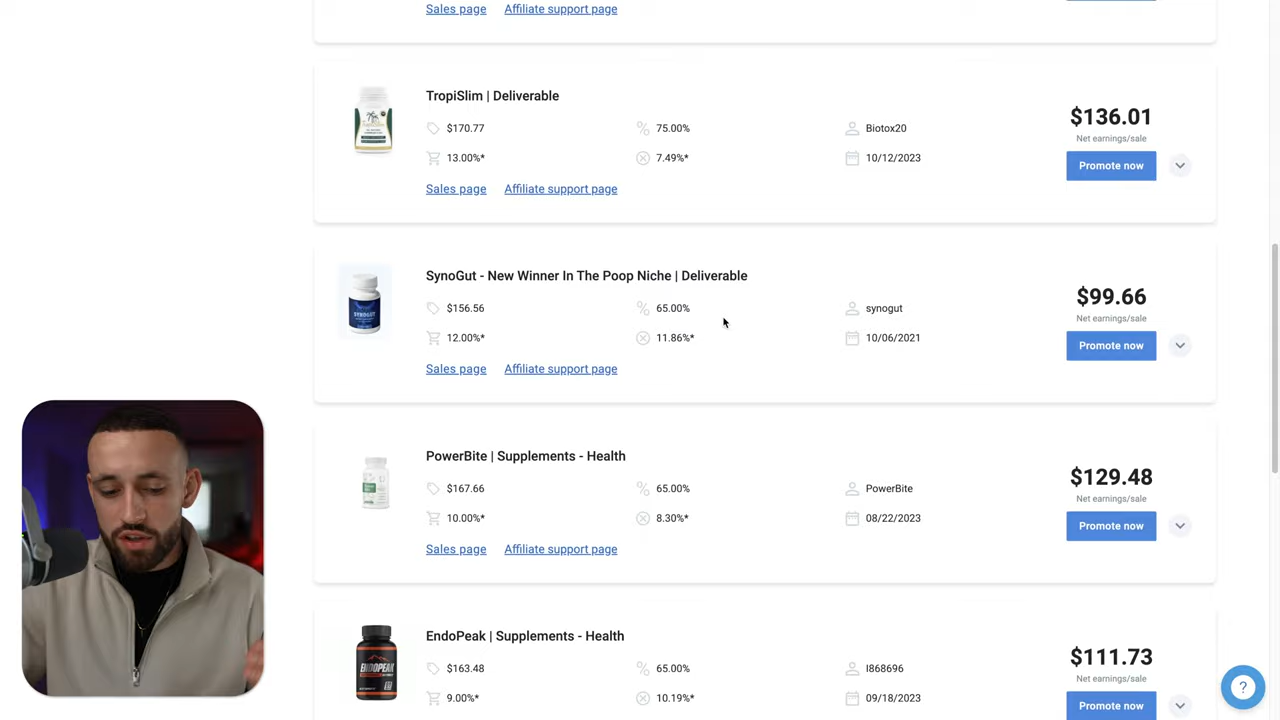 Sales page Affiliate support page
TropiSlim | Deliverable
$170.77 75.00% Biotox20
13.00%* 7.49%* 10/12/2023
Sales page Affiliate support page
$136.01
Net earnings/sale
Promote now
SynoGut - New Winner In The Poop Niche | Deliverable
$156.56 65.00% synogut
12.00%* 11.86%* 10/06/2021
Sales page Affiliate support page
$99.66
Net earnings/sale
Promote now
SYNOGUT
PowerBite | Supplements - Health
$167.66 65.00% PowerBite
10.00%* 8.30%* 08/22/2023
Sales page Affiliate support page
$129.48
Net earnings/sale
Promote now
EndoPeak | Supplements - Health
$163.48 65.00% I868696
9.00%* 10.19%* 09/18/2023
$111.73
Net earnings/sale
Promote now
ENDOPEAK
?